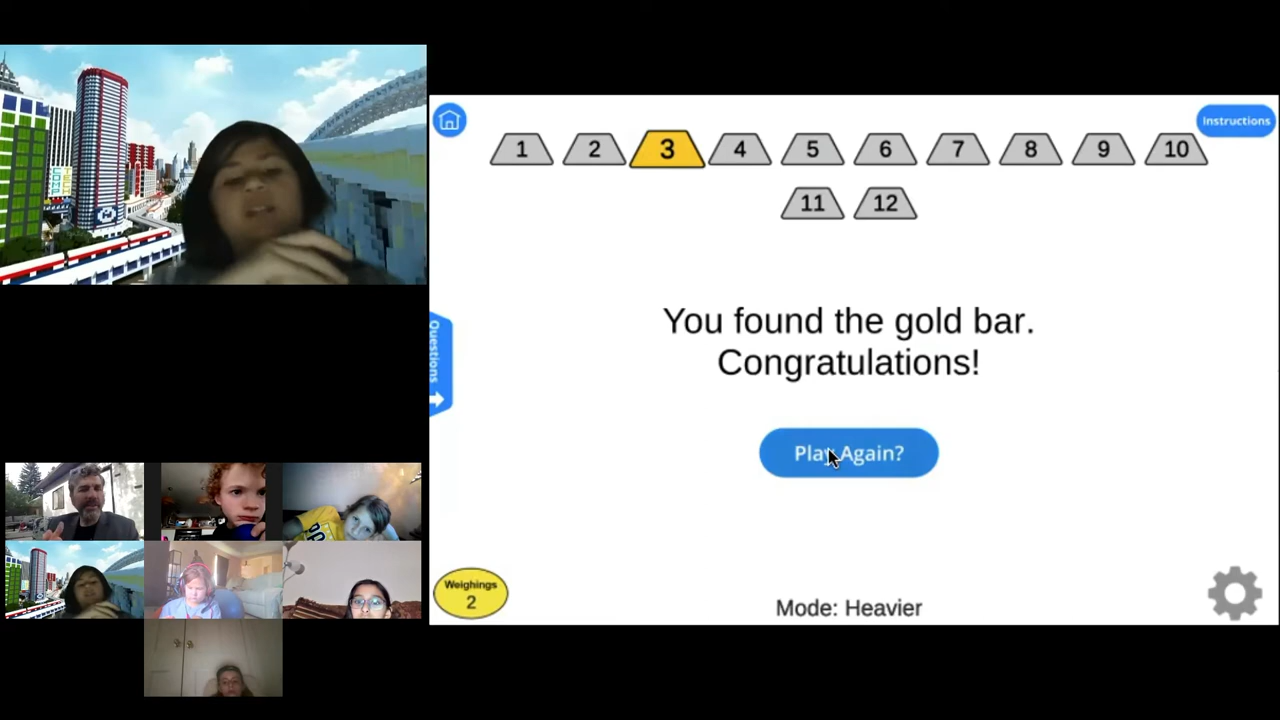 Instructions
1 2 3 4 5 6 7 8 9 10
11 12
You found the gold bar.
Congratulations!
Questions
Play Again?
Weighings
2
Mode: Heavier